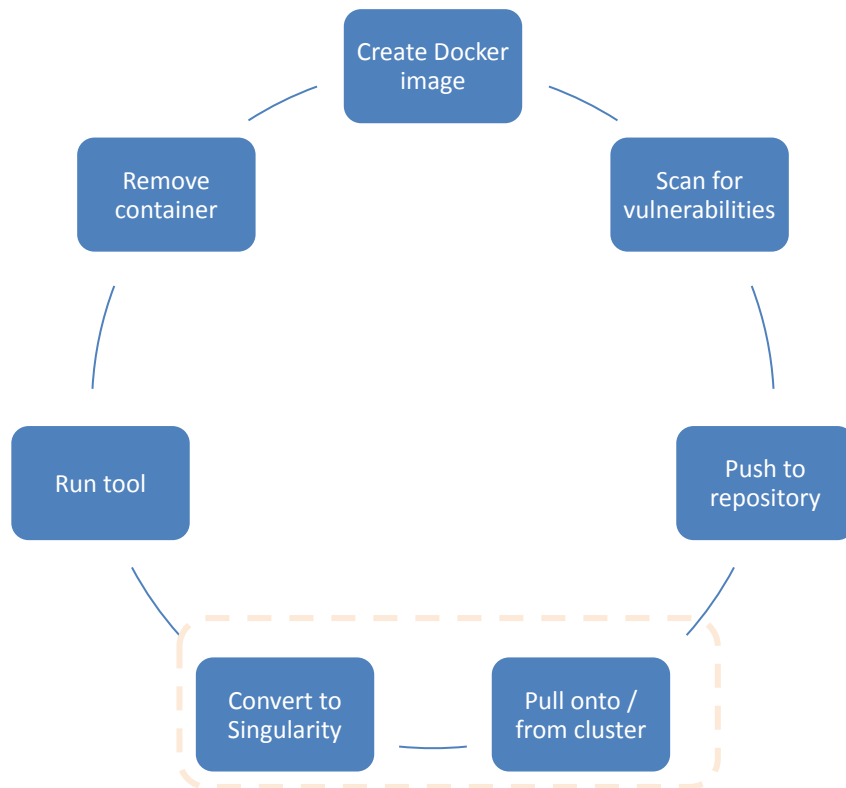 Create Docker
image
Scan for
vulnerabilities
Push to
repository
Pull onto /
from cluster
Convert to
Singularity
Run tool
Remove
container